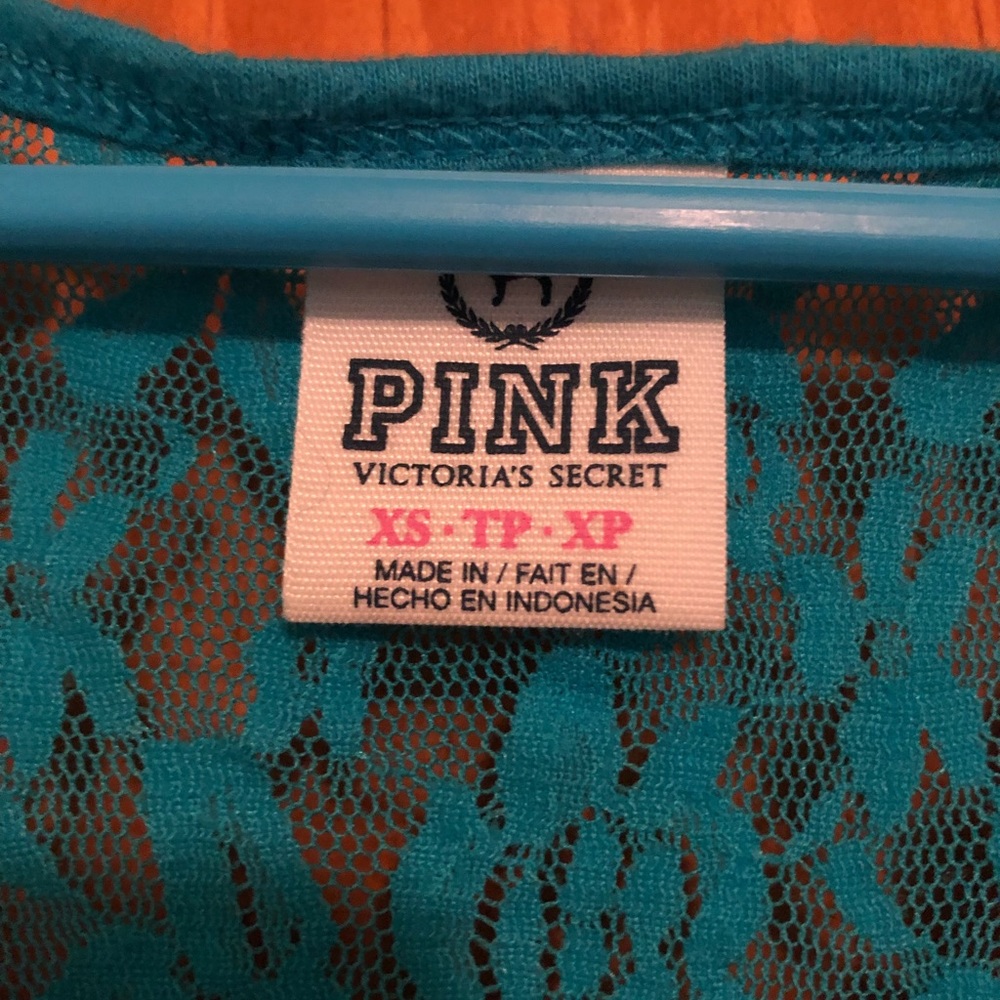 PINK
VICTORIA'S SECRET
XS·TP·XP
MADE IN / FAIT EN /
HECHO EN INDONESIA